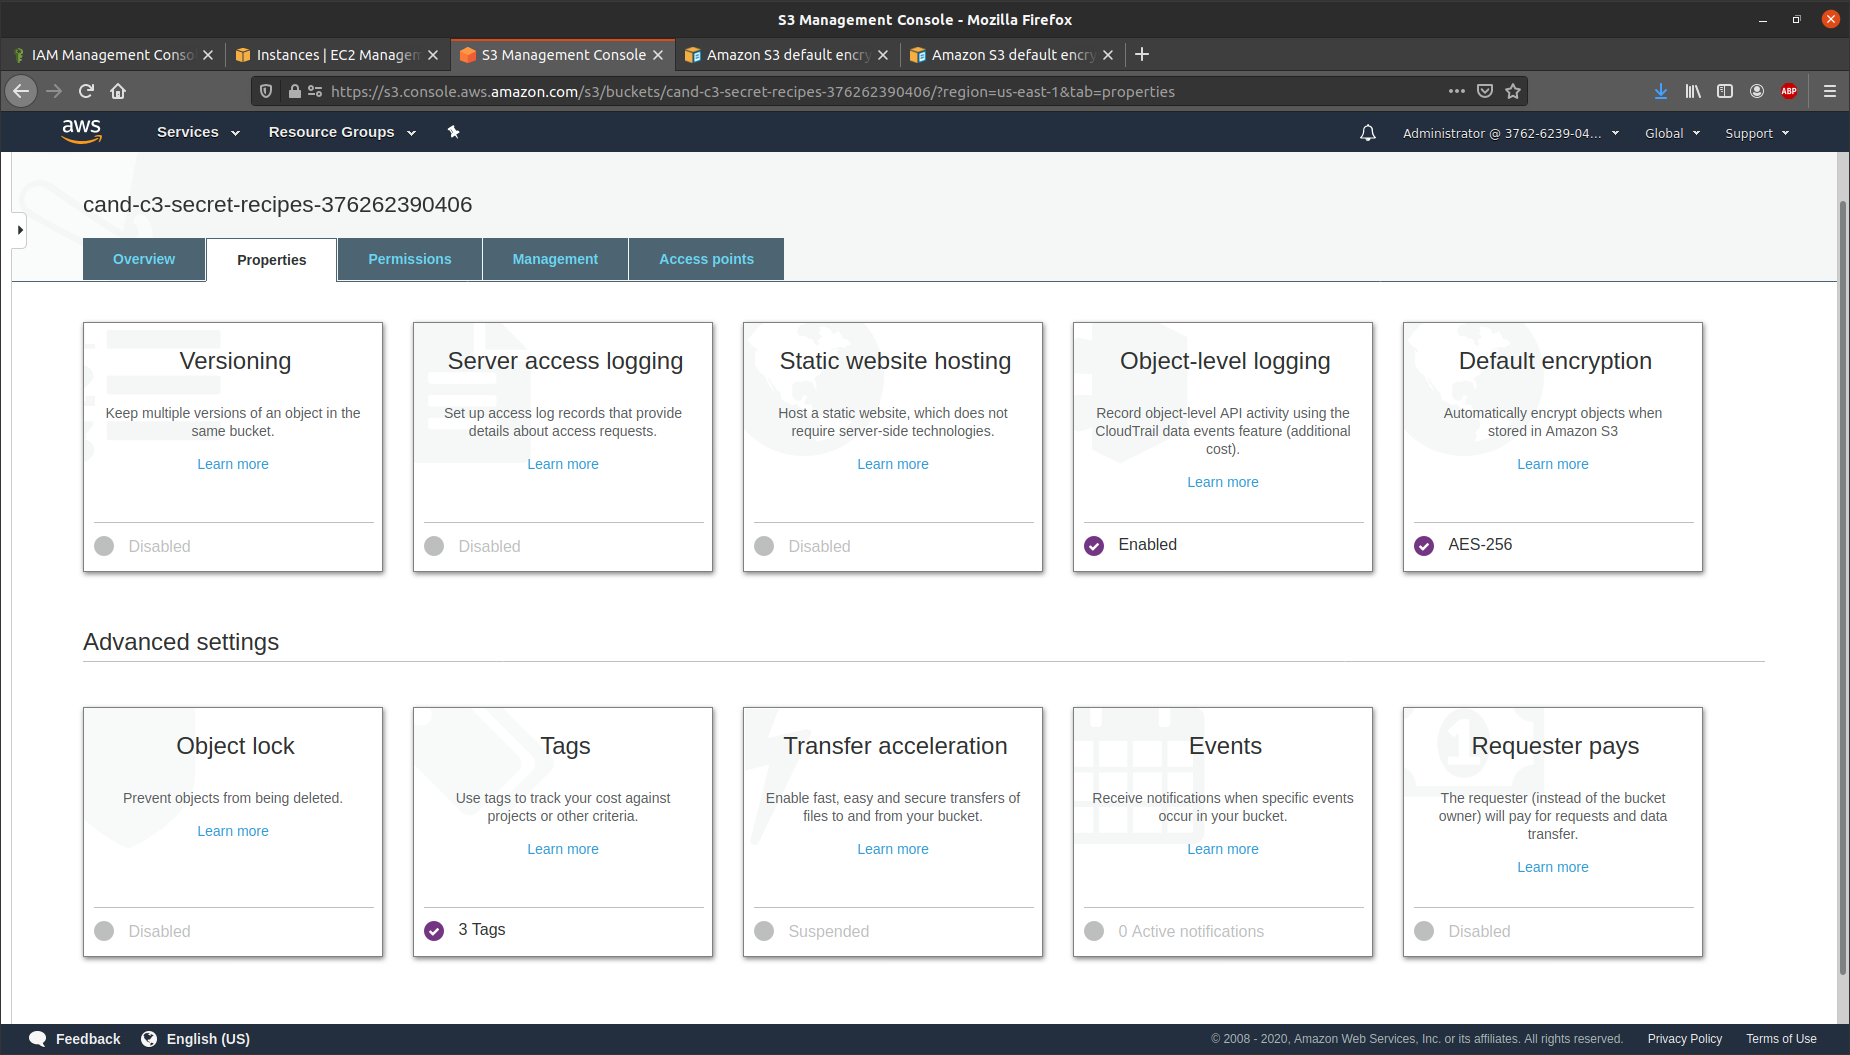 S3 Management Console - Mozilla Firefox
IAM Management Conso
Instances | EC2 Managem
S3 Management Console
Amazon S3 default encry
Amazon S3 default encry
https://s3.console.aws.amazon.com/s3/buckets/cand-c3-secret-recipes-376262390406/?region=us-east-1&tab=properties
ABP
aws
Services
Resource Groups
Administrator @ 3762-6239-04...
Global
Support
cand-c3-secret-recipes-376262390406
Overview
Properties
Permissions
Management
Access points
Versioning
Keep multiple versions of an object in the
same bucket.
Learn more
Disabled
Server access logging
Set up access log records that provide
details about access requests.
Learn more
Disabled
Static website hosting
Host a static website, which does not
require server-side technologies.
Learn more
Disabled
Object-level logging
Record object-level API activity using the
CloudTrail data events feature (additional
cost).
Learn more
Enabled
Default encryption
Automatically encrypt objects when
stored in Amazon S3
Learn more
AES-256
Advanced settings
Object lock
Prevent objects from being deleted.
Learn more
Disabled
Tags
Use tags to track your cost against
projects or other criteria.
Learn more
3 Tags
Transfer acceleration
Enable fast, easy and secure transfers of
files to and from your bucket.
Learn more
Suspended
Events
Receive notifications when specific events
occur in your bucket.
Learn more
0 Active notifications
Requester pays
The requester (instead of the bucket
owner) will pay for requests and data
transfer.
Learn more
Disabled
Feedback
English (US)
© 2008 - 2020, Amazon Web Services, Inc. or its affiliates. All rights reserved.
Privacy Policy
Terms of Use